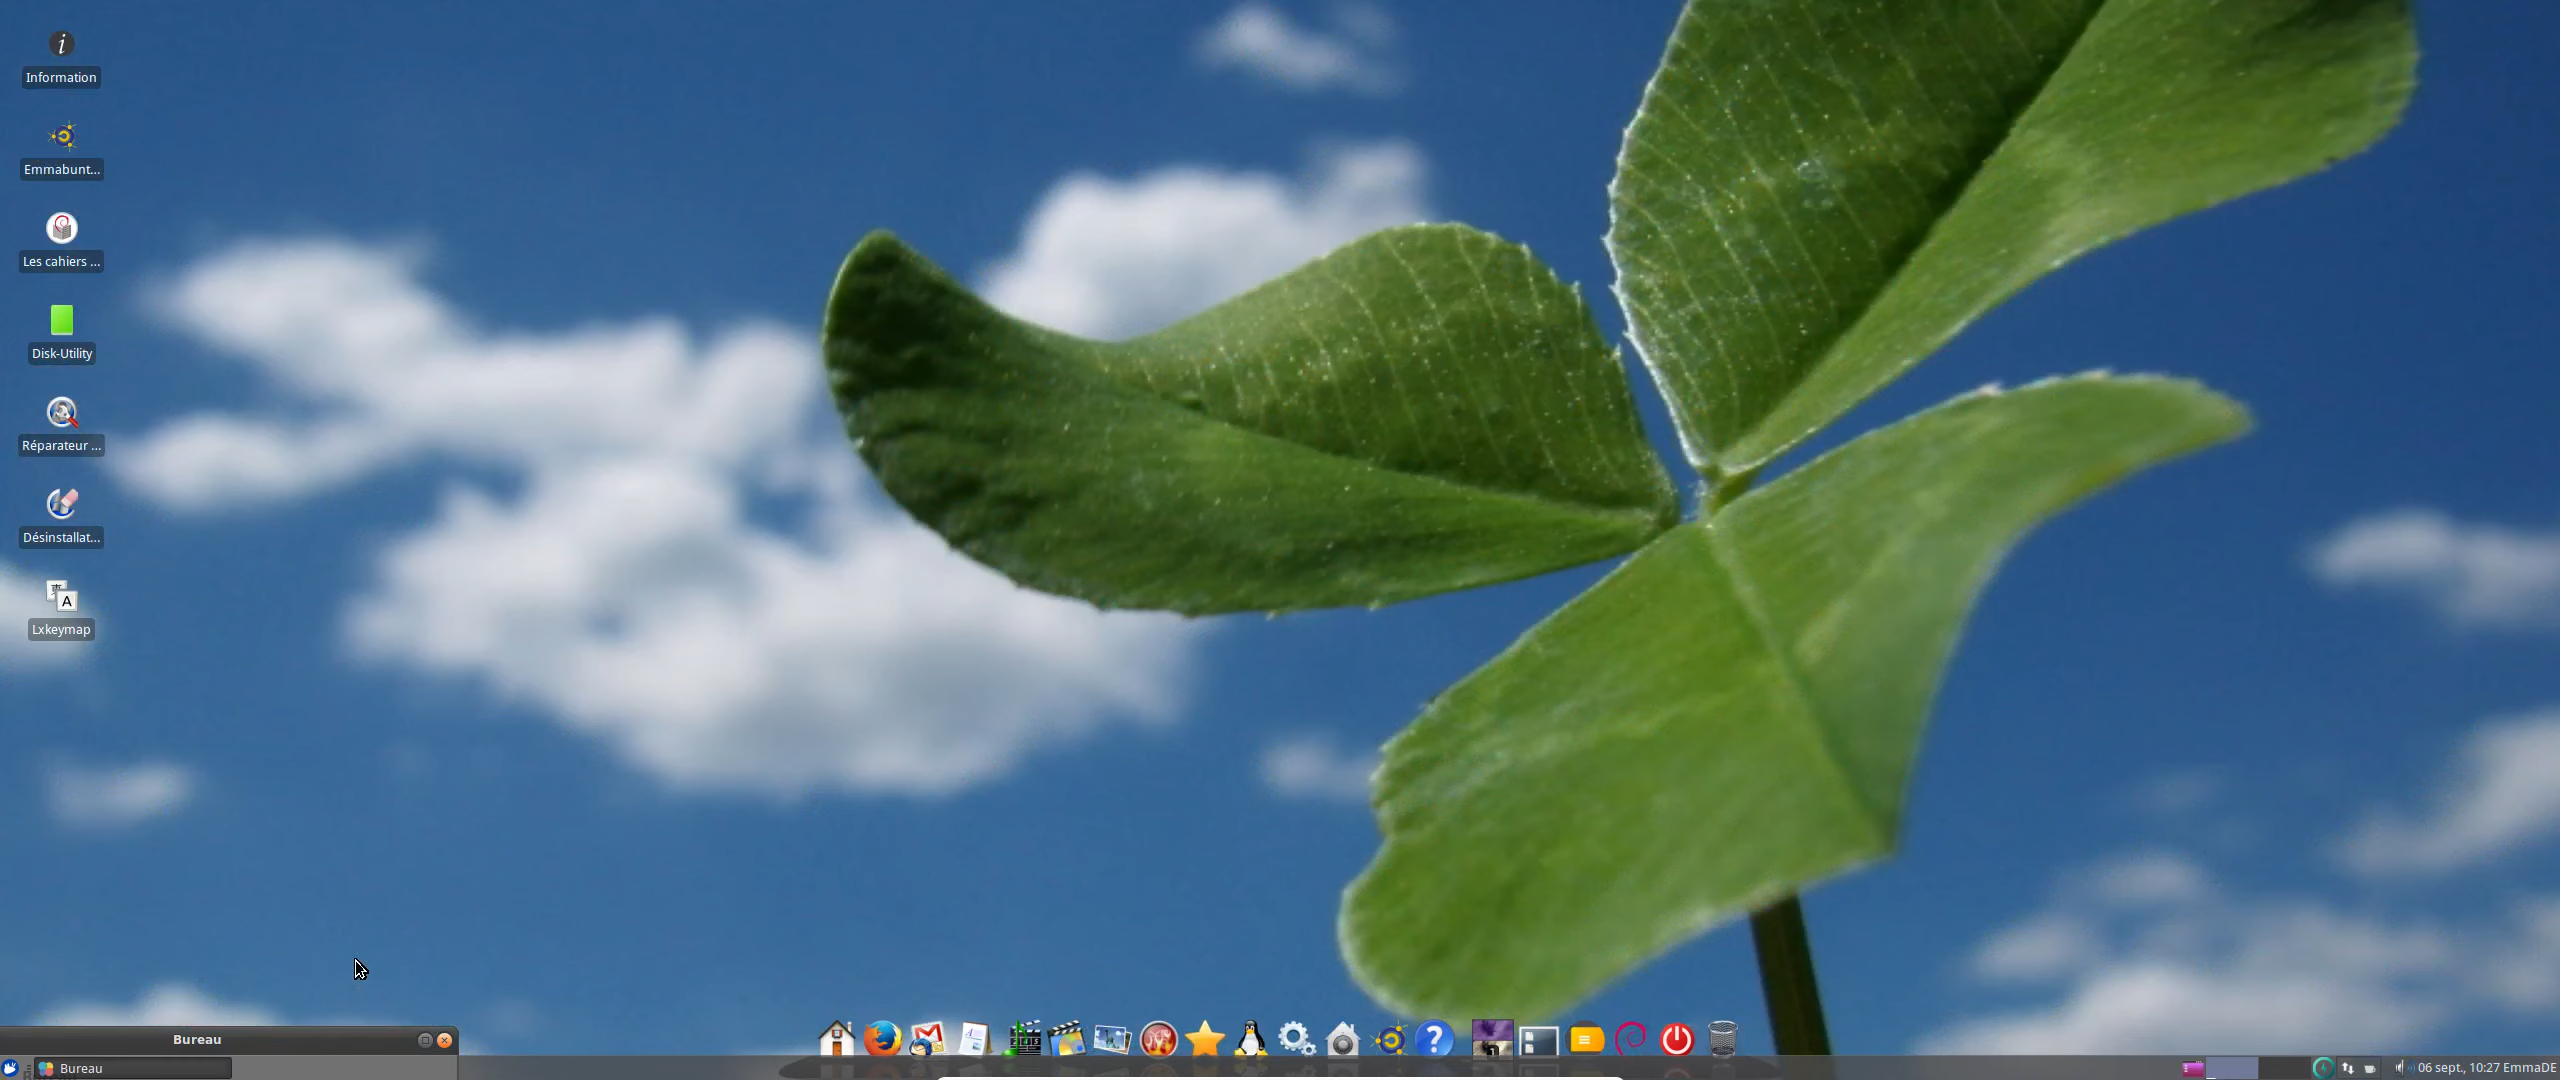 Information
Emmabunt...
Les cahiers ...
Disk-Utility
Réparateur ...
Désinstallat...
Lxkeymap
Bureau
Bureau
06 sept., 10:27 EmmaDE